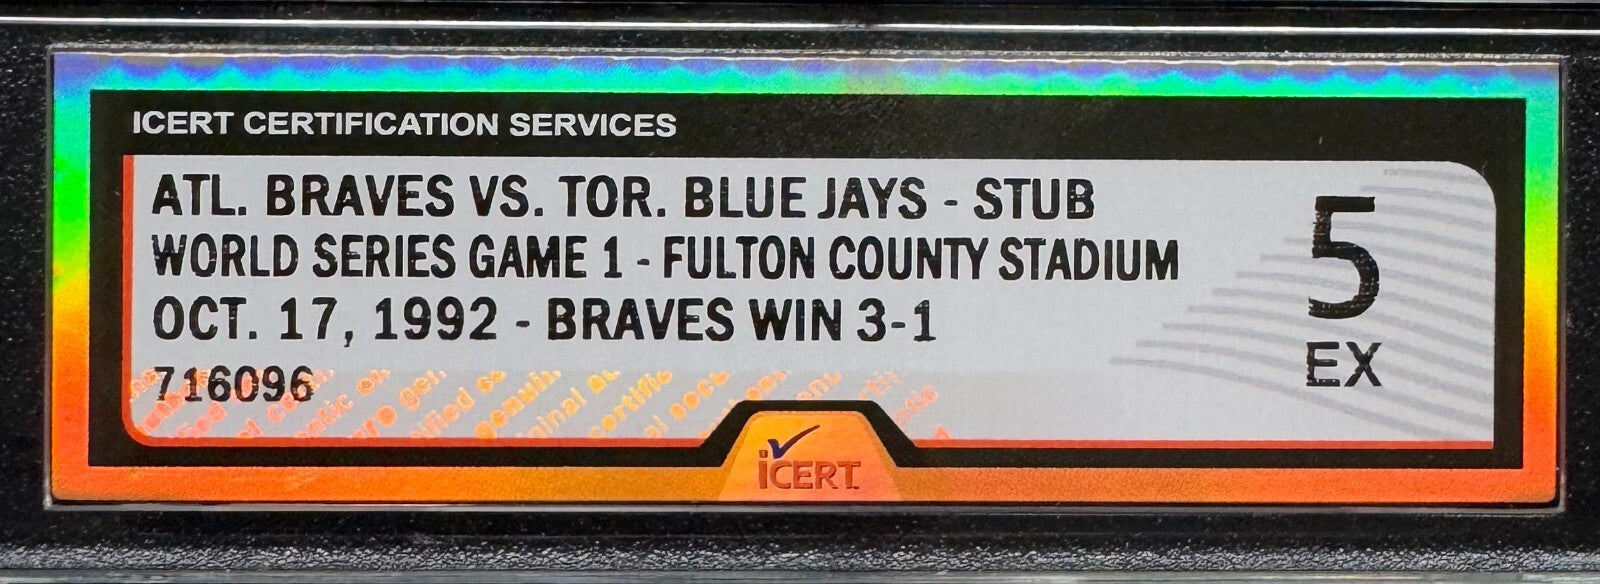 ICERT CERTIFICATION SERVICES
ATL. BRAVES VS. TOR. BLUE JAYS - STUB
WORLD SERIES GAME 1 - FULTON COUNTY STADIUM
OCT. 17, 1992 - BRAVES WIN 3-1
716096
5
EX
iCERT